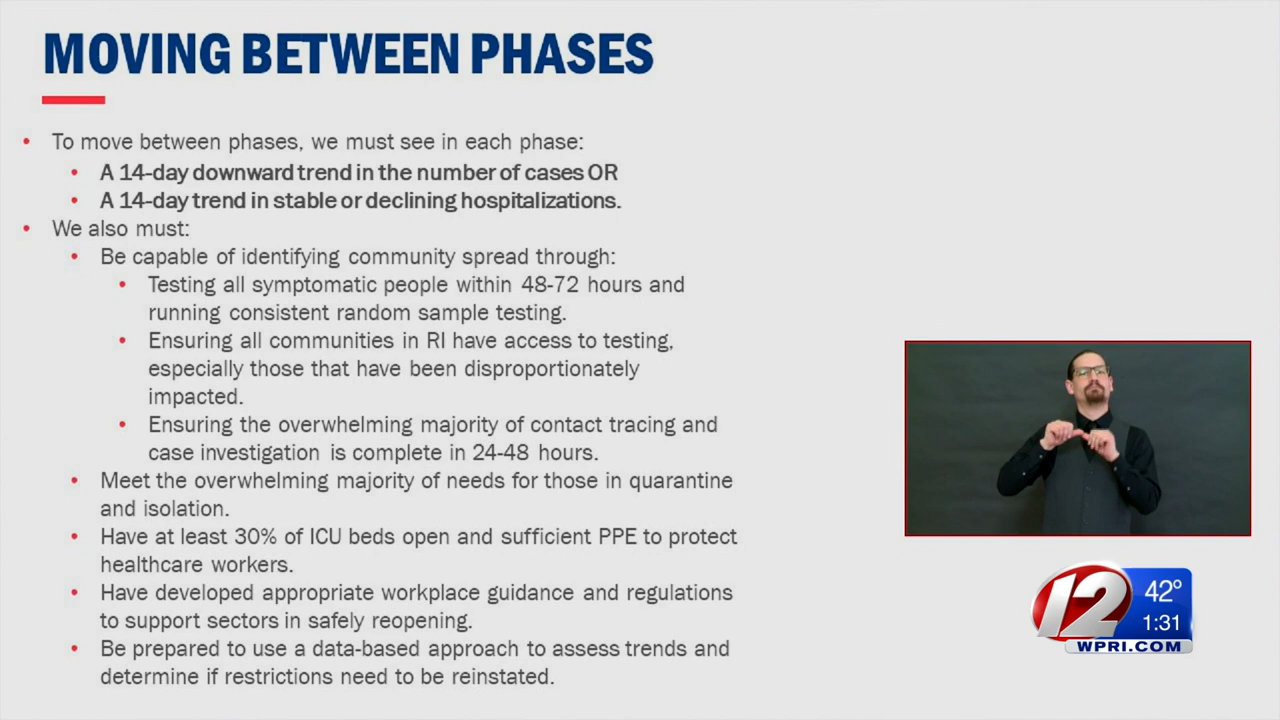 MOVING BETWEEN PHASES
• To move between phases, we must see in each phase:
• A 14-day downward trend in the number of cases OR
• A 14-day trend in stable or declining hospitalizations.
• We also must:
• Be capable of identifying community spread through:
• Testing all symptomatic people within 48-72 hours and
running consistent random sample testing.
• Ensuring all communities in RI have access to testing,
especially those that have been disproportionately
impacted.
• Ensuring the overwhelming majority of contact tracing and
case investigation is complete in 24-48 hours.
• Meet the overwhelming majority of needs for those in quarantine
and isolation.
• Have at least 30% of ICU beds open and sufficient PPE to protect
healthcare workers.
• Have developed appropriate workplace guidance and regulations
to support sectors in safely reopening.
• Be prepared to use a data-based approach to assess trends and
determine if restrictions need to be reinstated.
12 42°
1:31
WPRI.COM